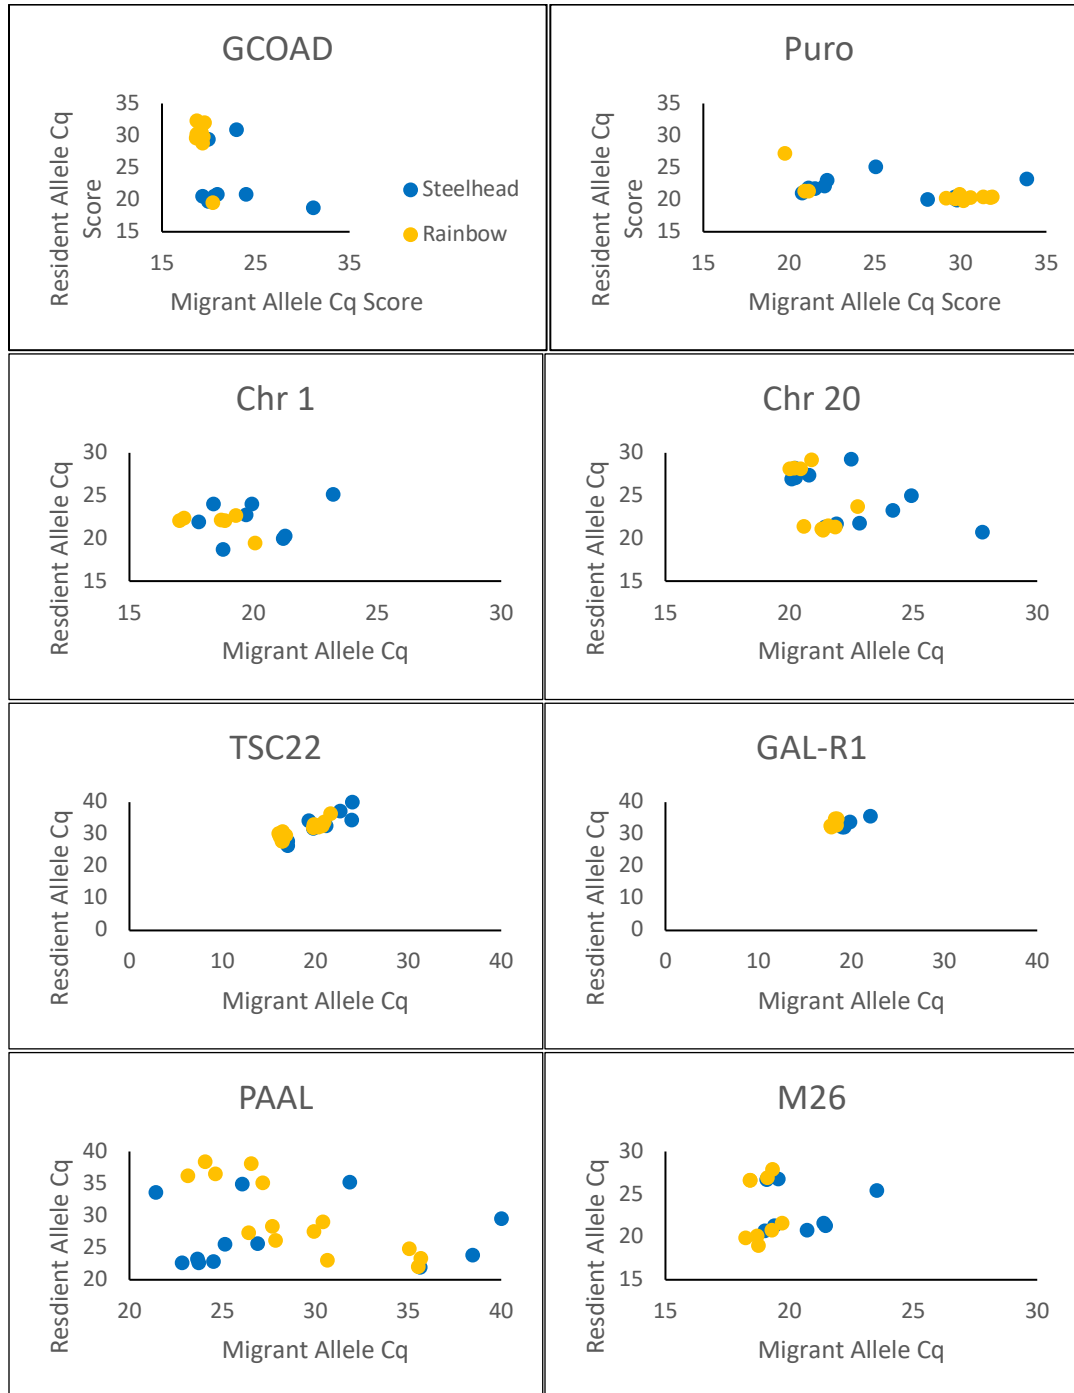 GCOAD
Resident Allele Cq
Score
35
30
25
20
15
15 25 35
Migrant Allele Cq Score
Steelhead
Rainbow
Puro
Resident Allele Cq
Score
35
30
25
20
15
15 20 25 30 35
Migrant Allele Cq Score
Chr 1
Resdient Allele Cq
30
25
20
15
15 20 25 30
Migrant Allele Cq
Chr 20
Resdient Allele Cq
30
25
20
15
15 20 25 30
Migrant Allele Cq
TSC22
Resdient Allele Cq
40
30
20
10
0
0 10 20 30 40
Migrant Allele Cq
GAL-R1
Resdient Allele Cq
40
30
20
10
0
0 10 20 30 40
Migrant Allele Cq
PAAL
Resdient Allele Cq
40
35
30
25
20
20 25 30 35 40
Migrant Allele Cq
M26
Resdient Allele Cq
30
25
20
15
15 20 25 30
Migrant Allele Cq